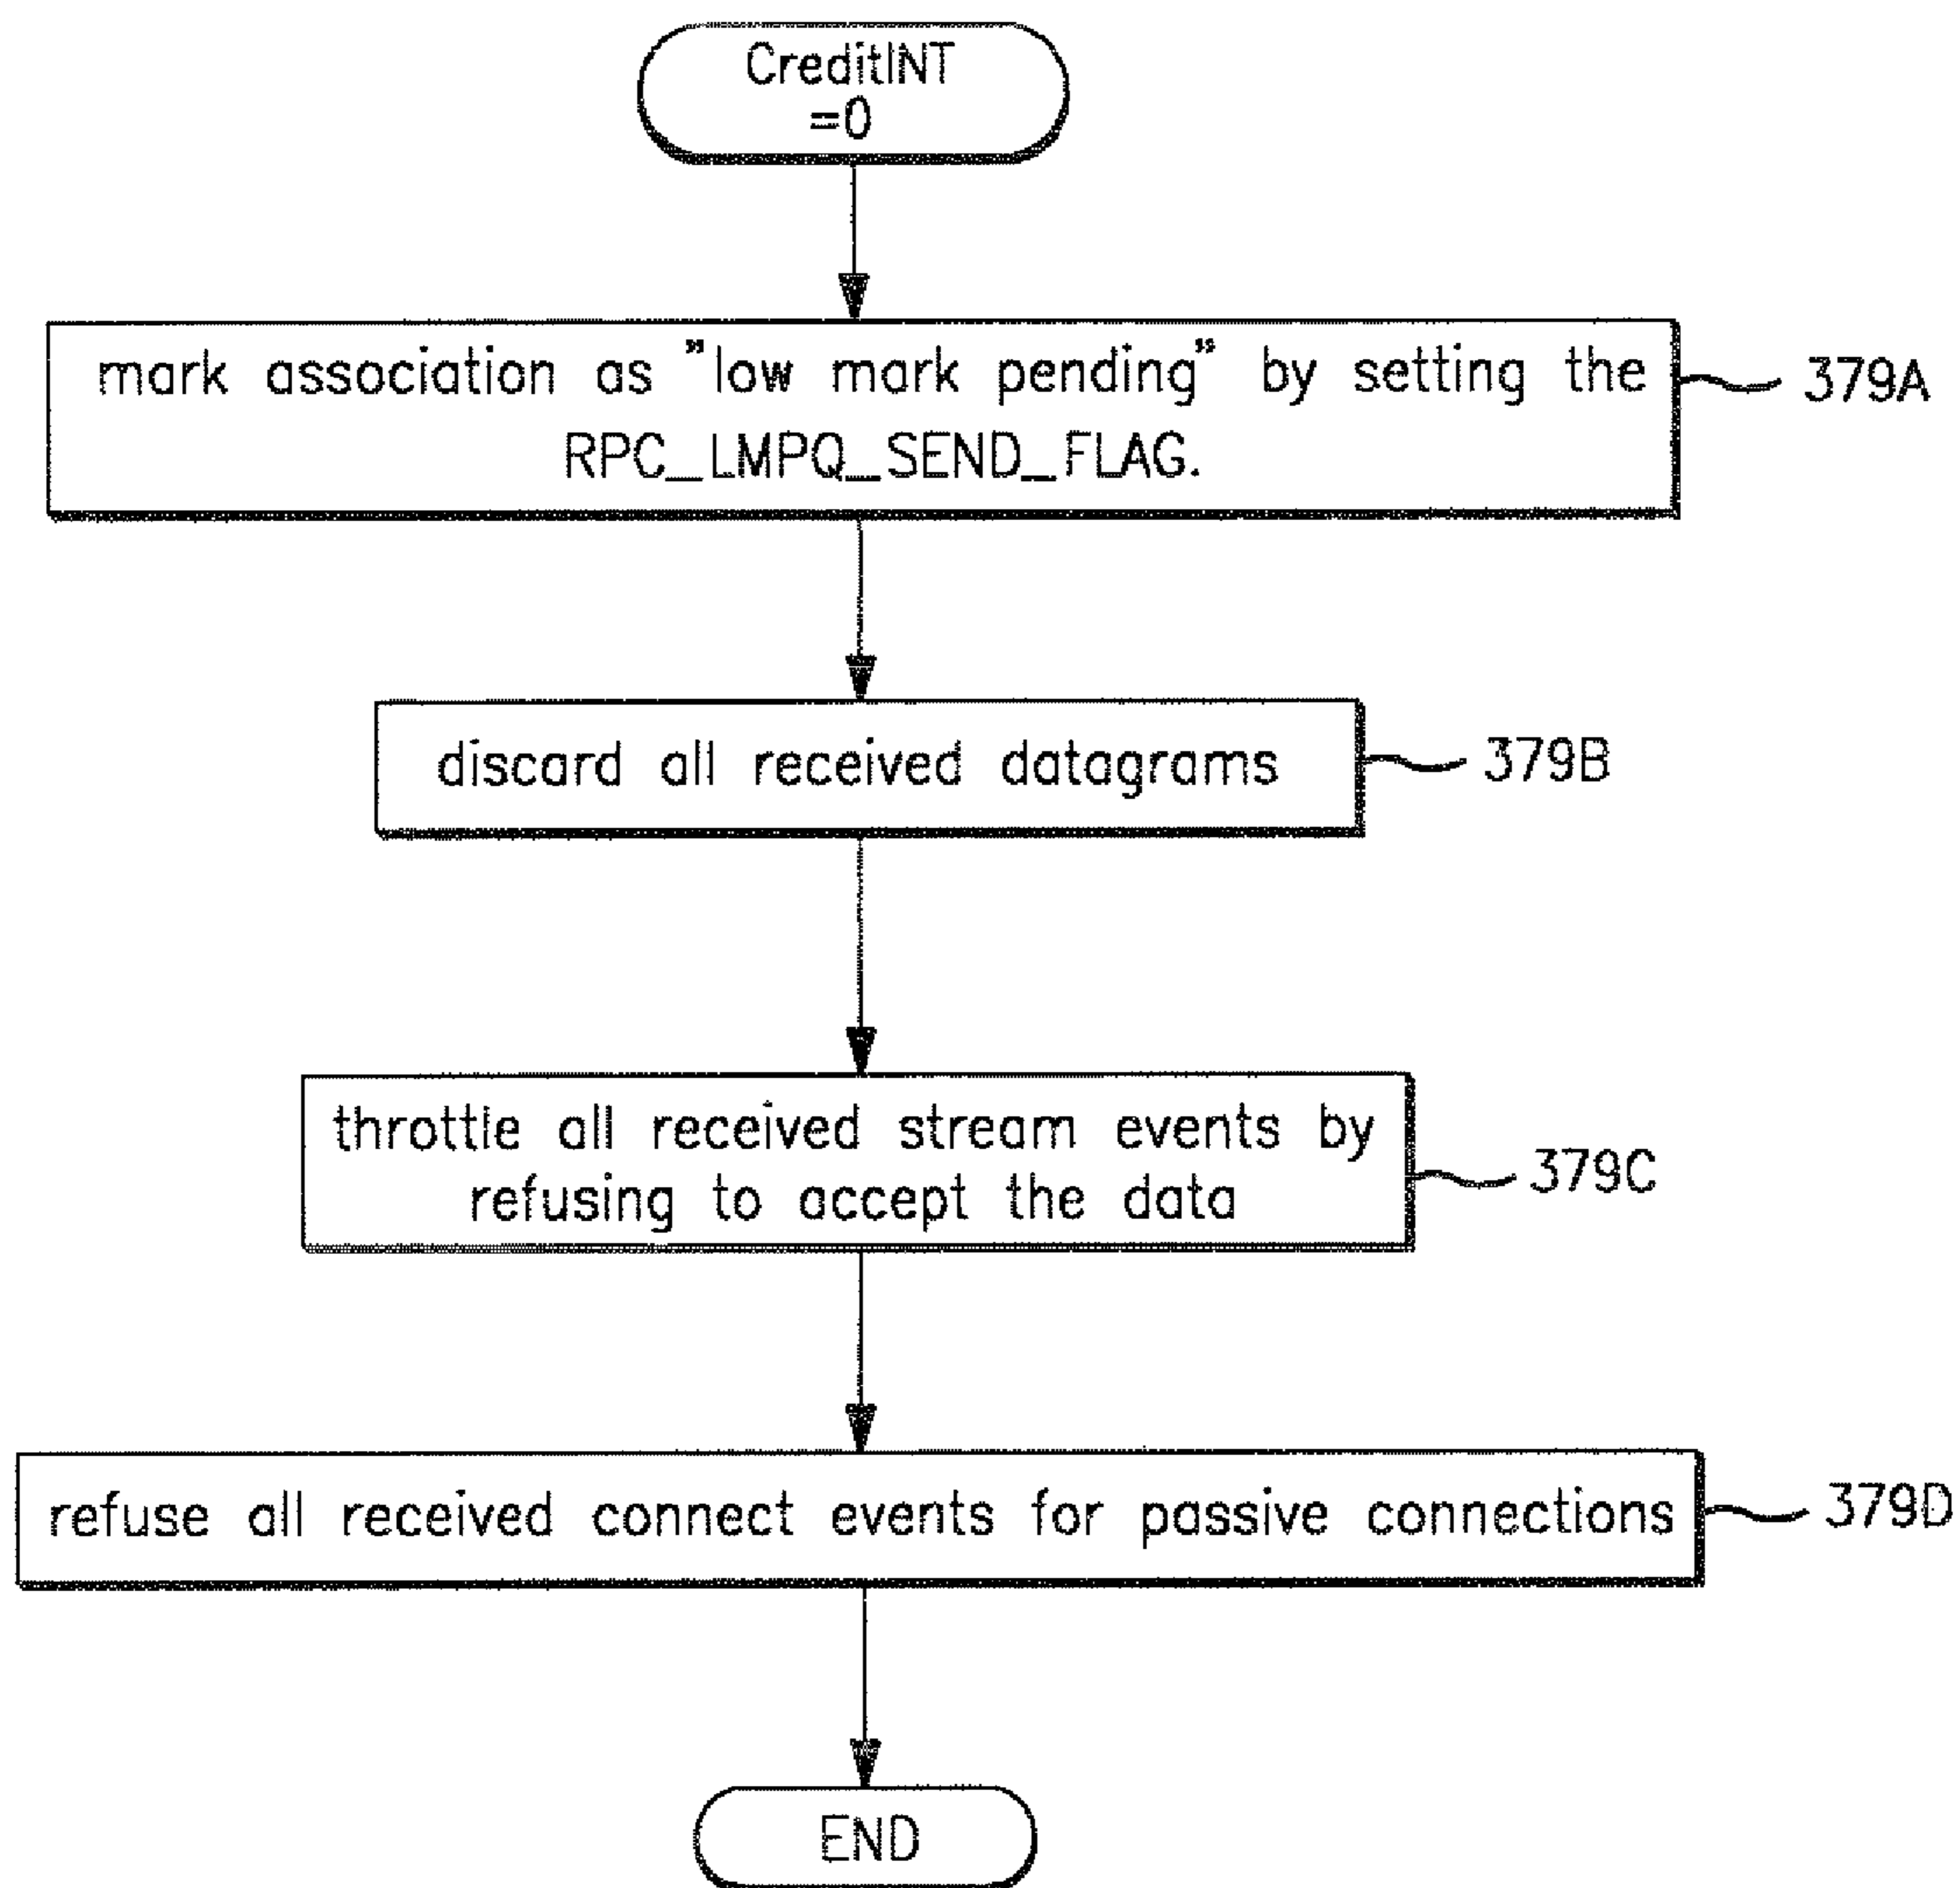 CreditINT
=0
mark association as "low mark pending" by setting the
RPC_LMPQ_SEND_FLAG.
379A
discard all received datagrams
379B
throttle all received stream events by
refusing to accept the data
379C
refuse all received connect events for passive connections
379D
END